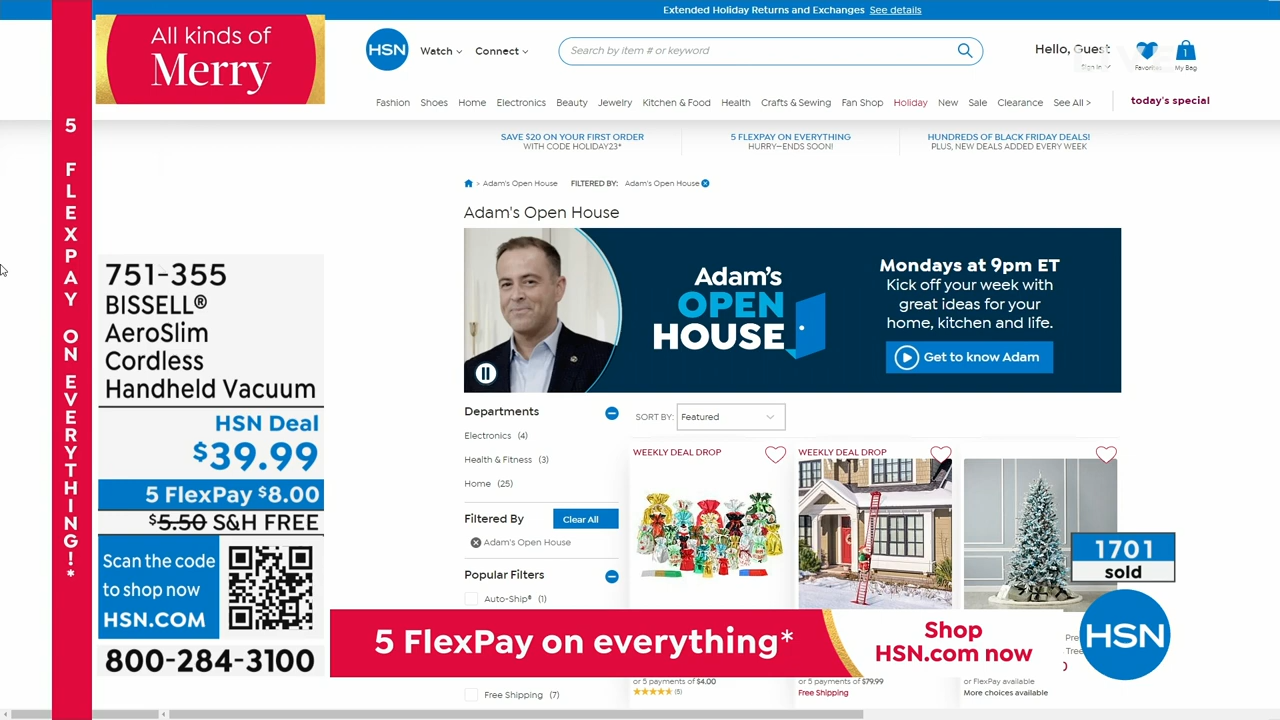 Extended Holiday Returns and Exchanges See details
All kinds of
Merry
HSN
Watch
Connect
Search by item # or keyword
Hello, Guest
Sign In
Favorites
1
My Bag
Fashion Shoes Home Electronics Beauty Jewelry Kitchen & Food Health Crafts & Sewing Fan Shop Holiday New Sale Clearance See All >
today's special
5 FLEXPAY ON EVERYTHING!*
SAVE $20 ON YOUR FIRST ORDER
WITH CODE HOLIDAY23*
5 FLEXPAY ON EVERYTHING
HURRY—ENDS SOON!
HUNDREDS OF BLACK FRIDAY DEALS!
PLUS, NEW DEALS ADDED EVERY WEEK
> Adam's Open House FILTERED BY: Adam's Open House
Adam's Open House
Adam's
OPEN
HOUSE
Mondays at 9pm ET
Kick off your week with
great ideas for your
home, kitchen and life.
Get to know Adam
751-355
BISSELL®
AeroSlim
Cordless
Handheld Vacuum
HSN Deal
$39.99
5 FlexPay $8.00
$5.50 S&H FREE
Scan the code
to shop now
HSN.COM
800-284-3100
Departments
Electronics (4)
Health & Fitness (3)
Home (25)
Filtered By
Clear All
Adam's Open House
Popular Filters
Auto-Ship® (1)
Free Shipping (7)
SORT BY: Featured
WEEKLY DEAL DROP
WEEKLY DEAL DROP
1701
sold
5 FlexPay on everything*
Shop
HSN.com now
HSN
or 5 payments of $4.00
(5)
or 5 payments of $79.99
Free Shipping
or FlexPay available
More choices available